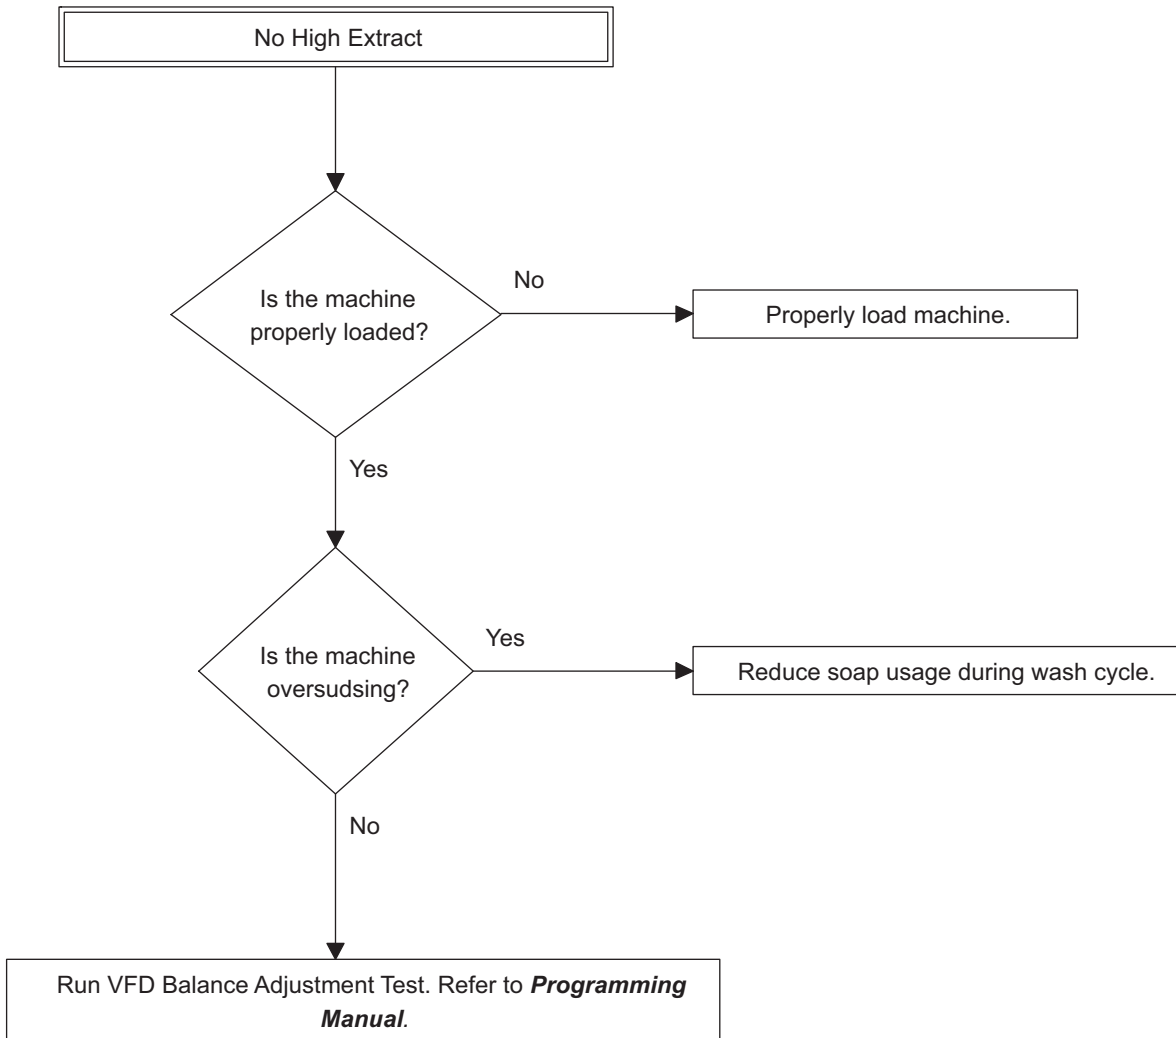 No High Extract
Is the machine
properly loaded?
No
Properly load machine.
Yes
Is the machine
oversudsing?
Yes
Reduce soap usage during wash cycle.
No
Run VFD Balance Adjustment Test. Refer to Programming
Manual.